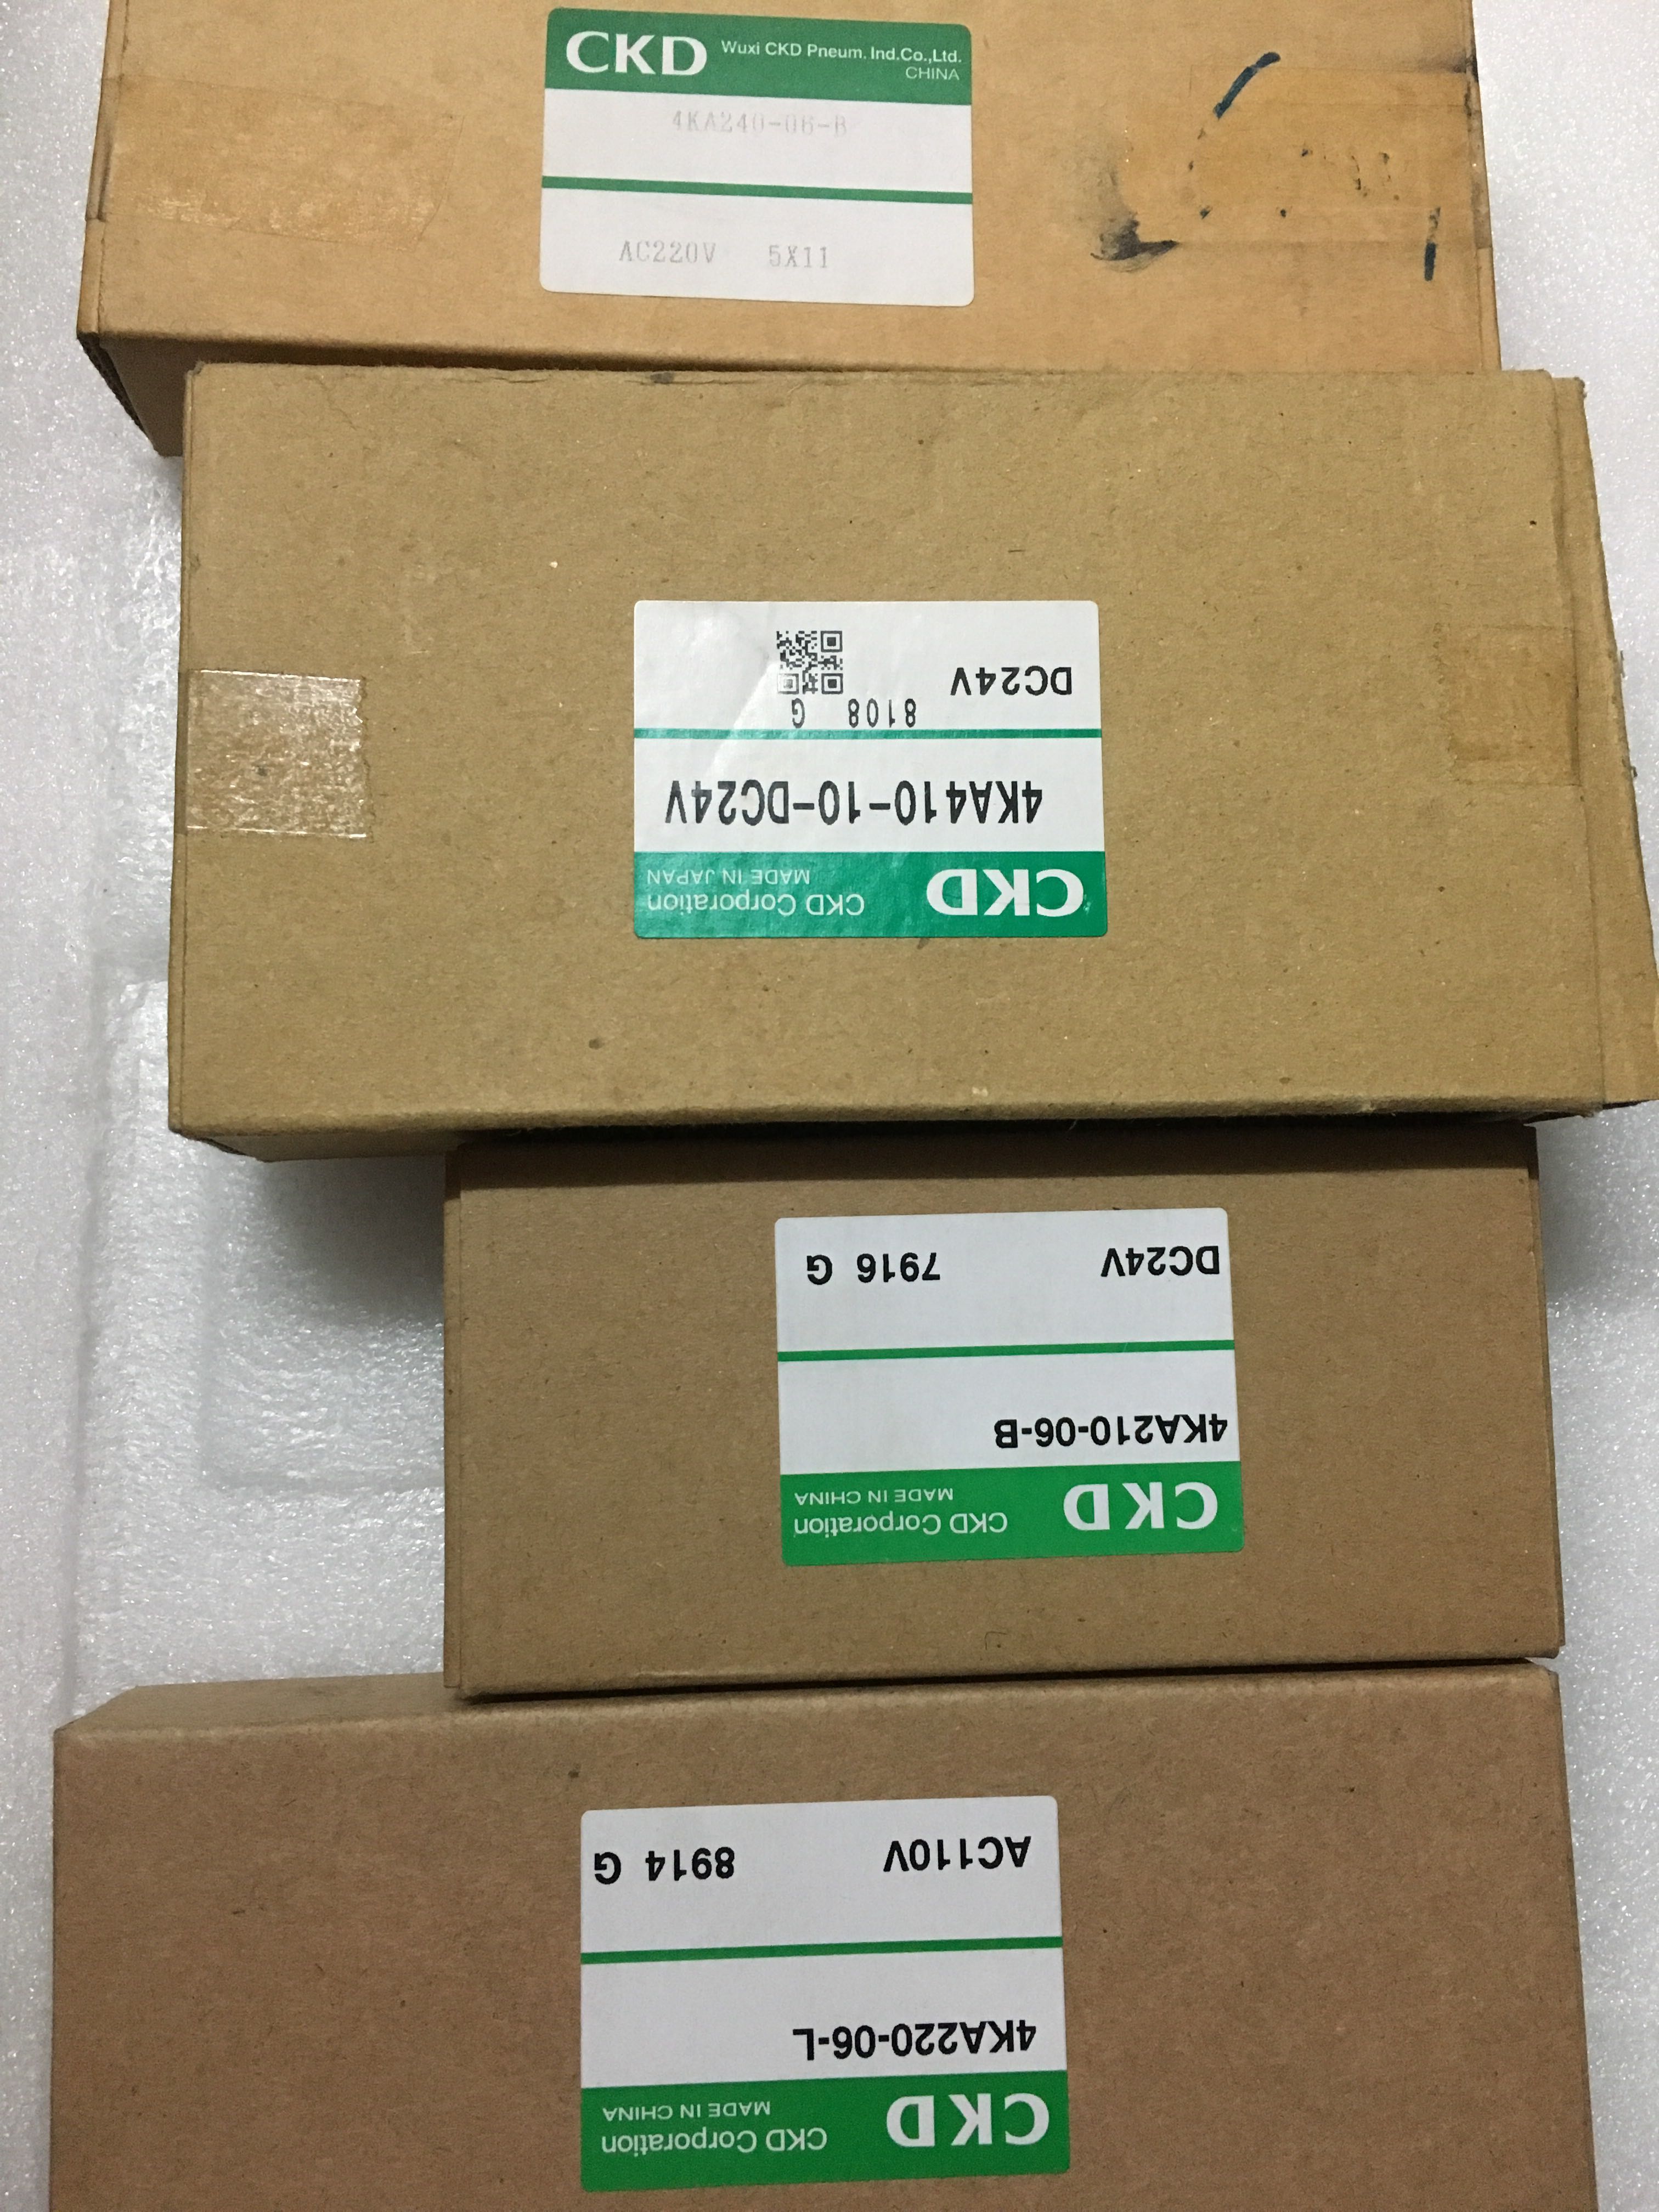 CKD Wuxi CKD Pneum. Ind.Co.,Ltd.
CHINA
4KA240-06-B
AC220V 5X11
CKD CKD Corporation
MADE IN JAPAN
4KA410-10-DC24V
8108 G
DC24V
CKD CKD Corporation
MADE IN CHINA
4KA210-06-B
DC24V 7916 G
CKD CKD Corporation
MADE IN CHINA
4KA220-06-L
AC110V 8914 G